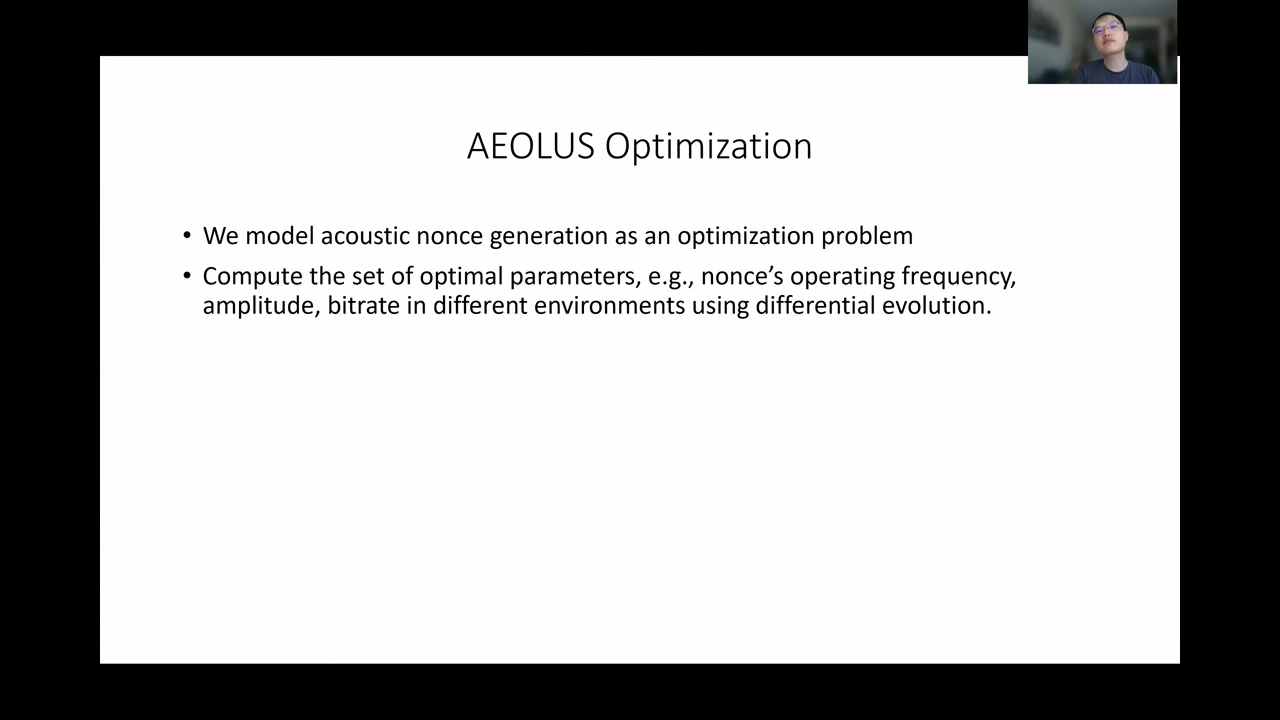 AEOLUS Optimization
• We model acoustic nonce generation as an optimization problem
• Compute the set of optimal parameters, e.g., nonce’s operating frequency,
amplitude, bitrate in different environments using differential evolution.